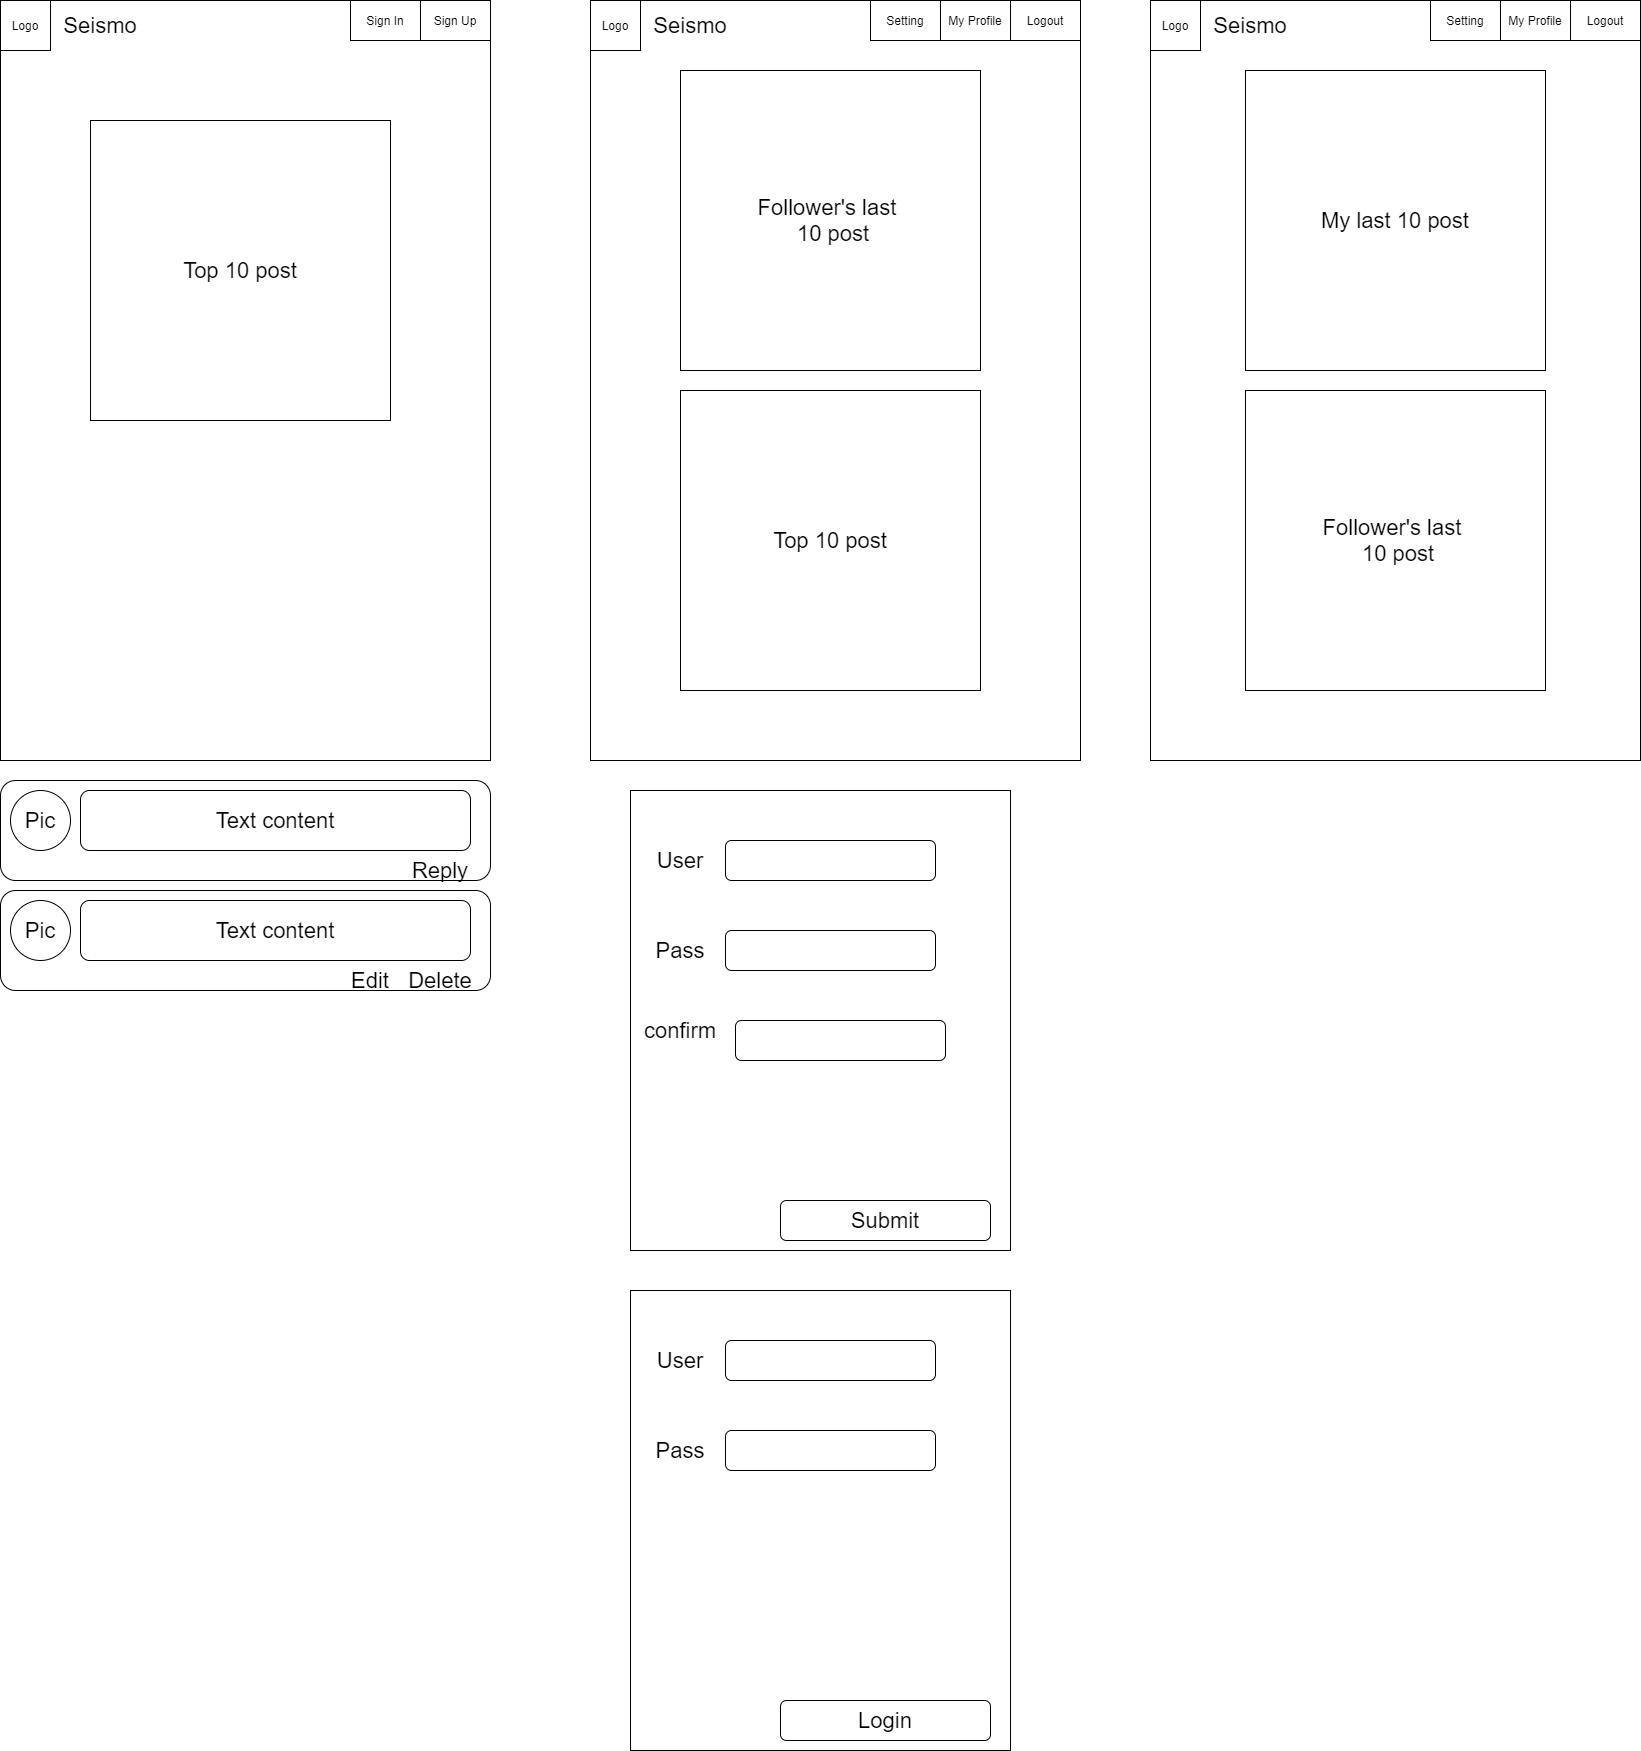 Logo
Seismo
Sign In
Sign Up
Top 10 post
Logo
Seismo
Setting
My Profile
Logout
Follower's last
10 post
Top 10 post
Logo
Seismo
Setting
My Profile
Logout
My last 10 post
Follower's last
10 post
Pic
Text content
Reply
Pic
Text content
Edit
Delete
User
Pass
confirm
Submit
User
Pass
Login